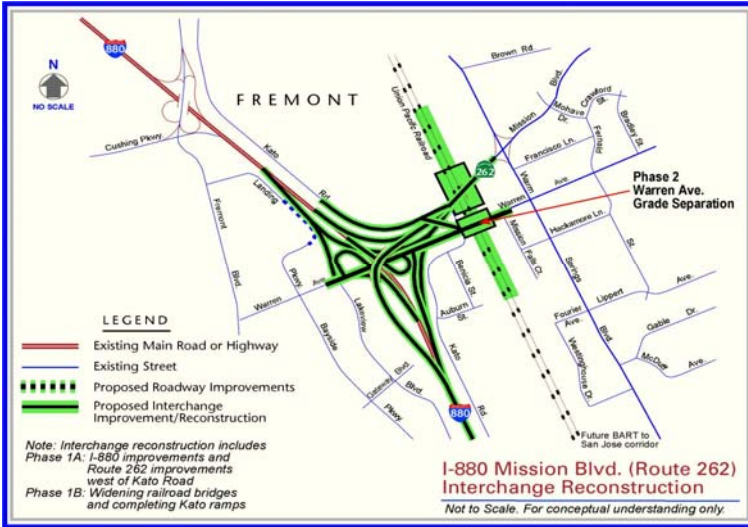 880
N
NO SCALE
FREMONT
Brown Rd
Blvd.
Mission
Crawford
St.
Mohave
Dr.
Bradley St.
Fernald
St.
Francisco Ln.
Union Pacific Railroad
Cushing Pkwy
Kato
Rd
262
Warm
Springs
Blvd.
Warren
Ave.
Phase 2
Warren Ave.
Grade Separation
Landing
Pkwy
Fremont
Blvd
Hackamore Ln.
Mission
Falls Ct
Benicia St.
Warren Ave
Auburn
St.
Lakeview
Blvd.
Bayside
Pkwy
Gateway Blvd.
Kato
Rd
880
Fourier
Ave.
Lippert Ave.
Gable Dr.
McDuff Ave.
Westinghouse Dr.
LEGEND
Existing Main Road or Highway
Existing Street
Proposed Roadway Improvements
Proposed Interchange
Improvement/Reconstruction
Note: Interchange reconstruction includes
Phase 1A: I-880 improvements and
Route 262 improvements
west of Kato Road
Phase 1B: Widening railroad bridges
and completing Kato ramps
Future BART to
San Jose corridor
I-880 Mission Blvd. (Route 262)
Interchange Reconstruction
Not to Scale. For conceptual understanding only.